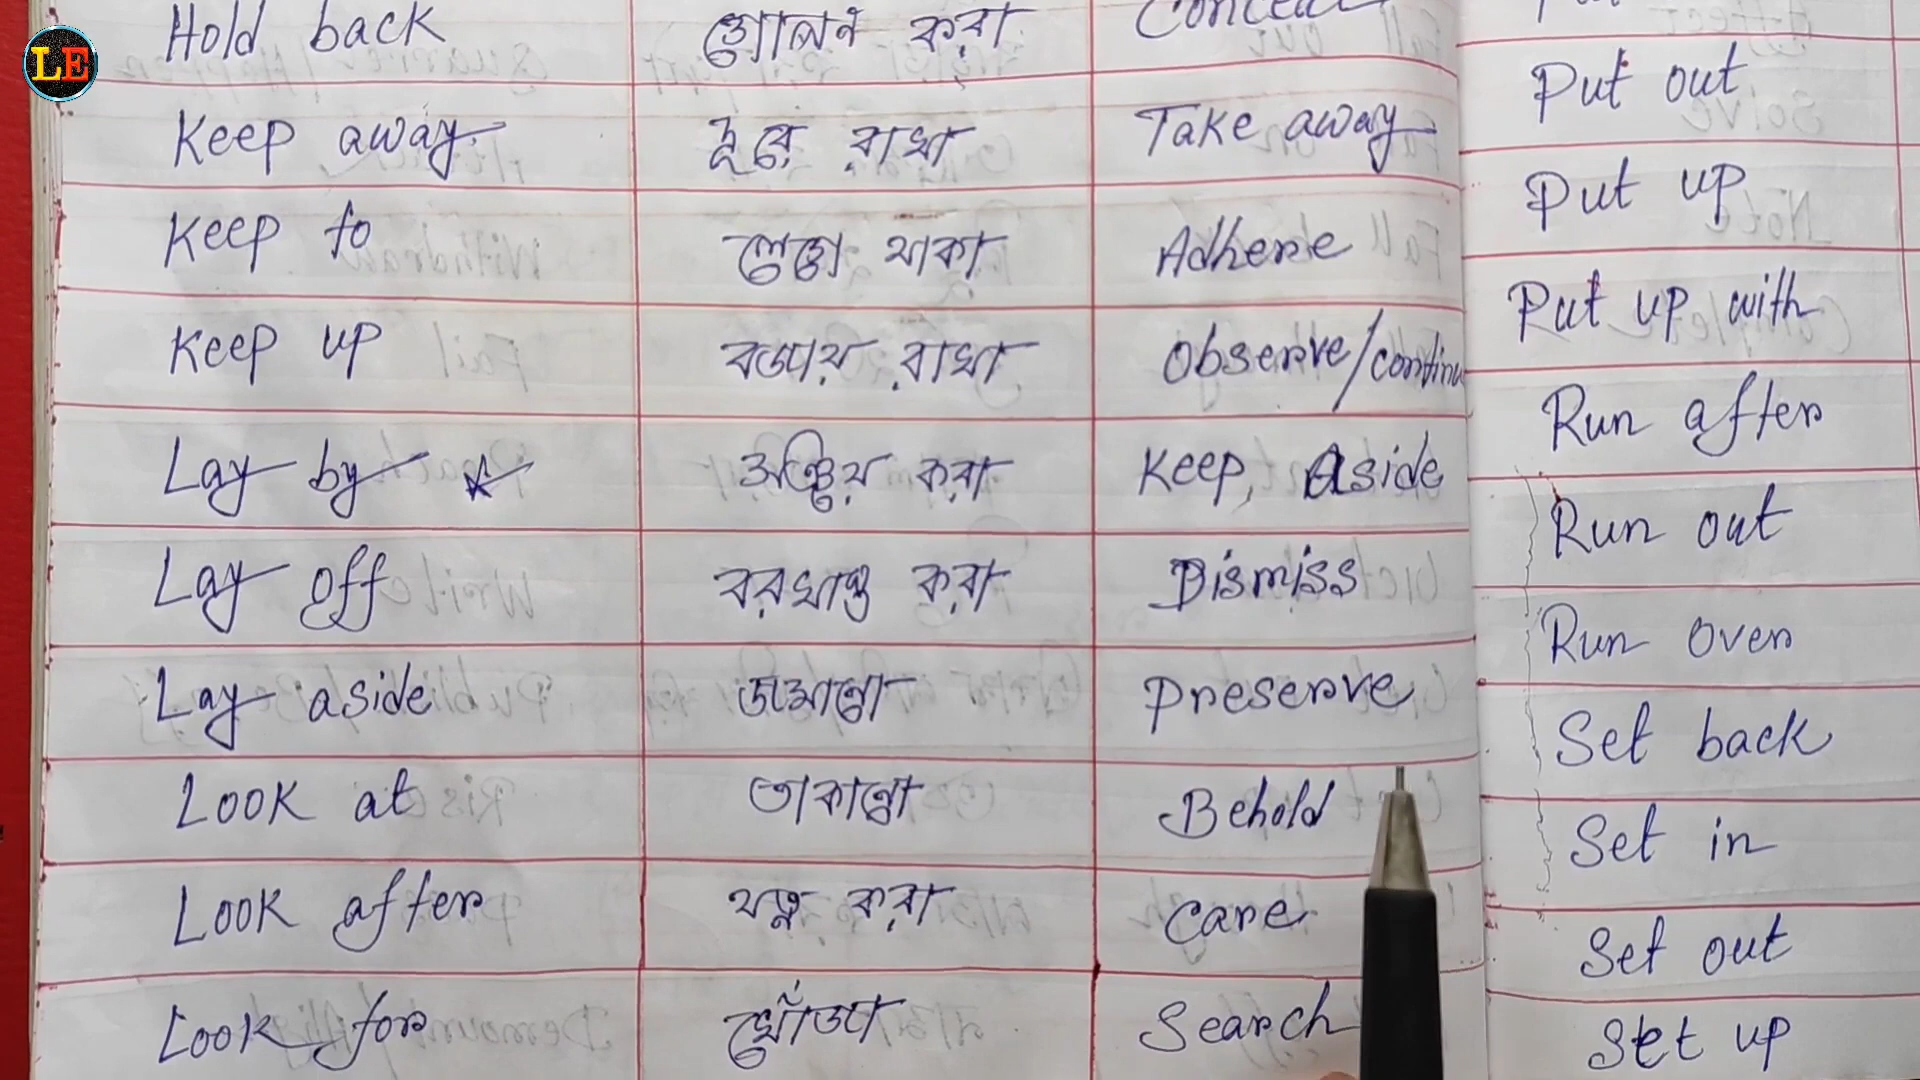 LE
Hold back গোপন করা Conceal
Keep away দূরে রাখা Take away
Keep to লেগে থাকা Adhere
Keep up বজায় রাখা Observe/continu
Lay by সঞ্চয় করা Keep, Aside
Lay off বরখাস্ত করা Dismiss
Lay aside জমানো Preserve
Look at তাকানো Behold
Look after যত্ন করা Care
Look for খোঁজা Search
Put out
Put up
Put up with
Run after
Run out
Run over
Set back
Set in
Set out
Set up